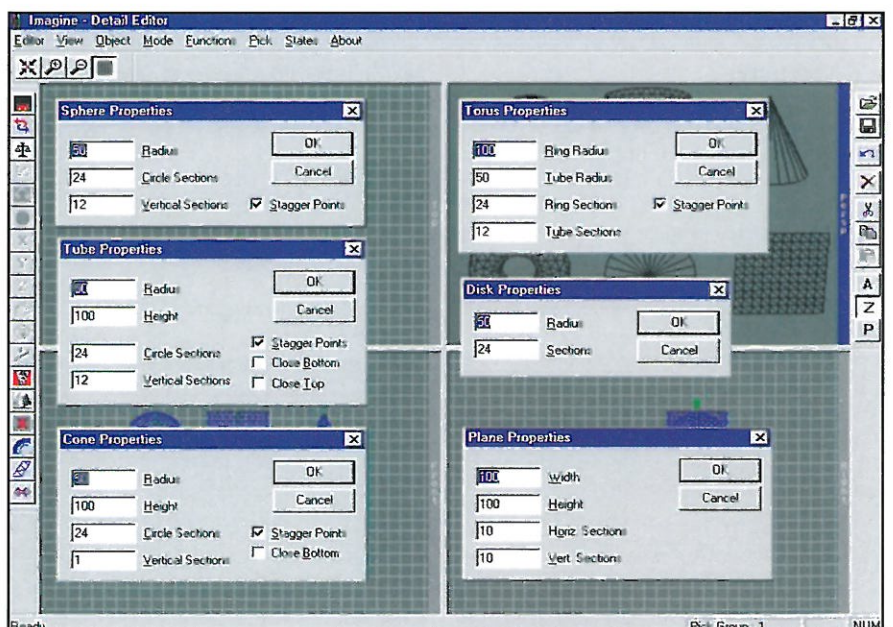 Imagine - Detail Editor
Editor View Object Mode Functions Pick States About
Sphere Properties
Radius
24 Circle Sections
12 Vertical Sections
Stagger Points
OK
Cancel
Torus Properties
100 Ring Radius
50 Tube Radius
24 Ring Sections
12 Tube Sections
Stagger Points
OK
Cancel
Tube Properties
Radius
100 Height
24 Circle Sections
12 Vertical Sections
Stagger Points
Close Bottom
Close Top
OK
Cancel
Disk Properties
50 Radius
24 Sections
OK
Cancel
Cone Properties
Radius
100 Height
24 Circle Sections
1 Vertical Sections
Stagger Points
Close Bottom
OK
Cancel
Plane Properties
100 Width
100 Height
10 Horiz. Sections
10 Vert. Sections
OK
Cancel
A
Z
P
Ready
Pick Group 1
NUM